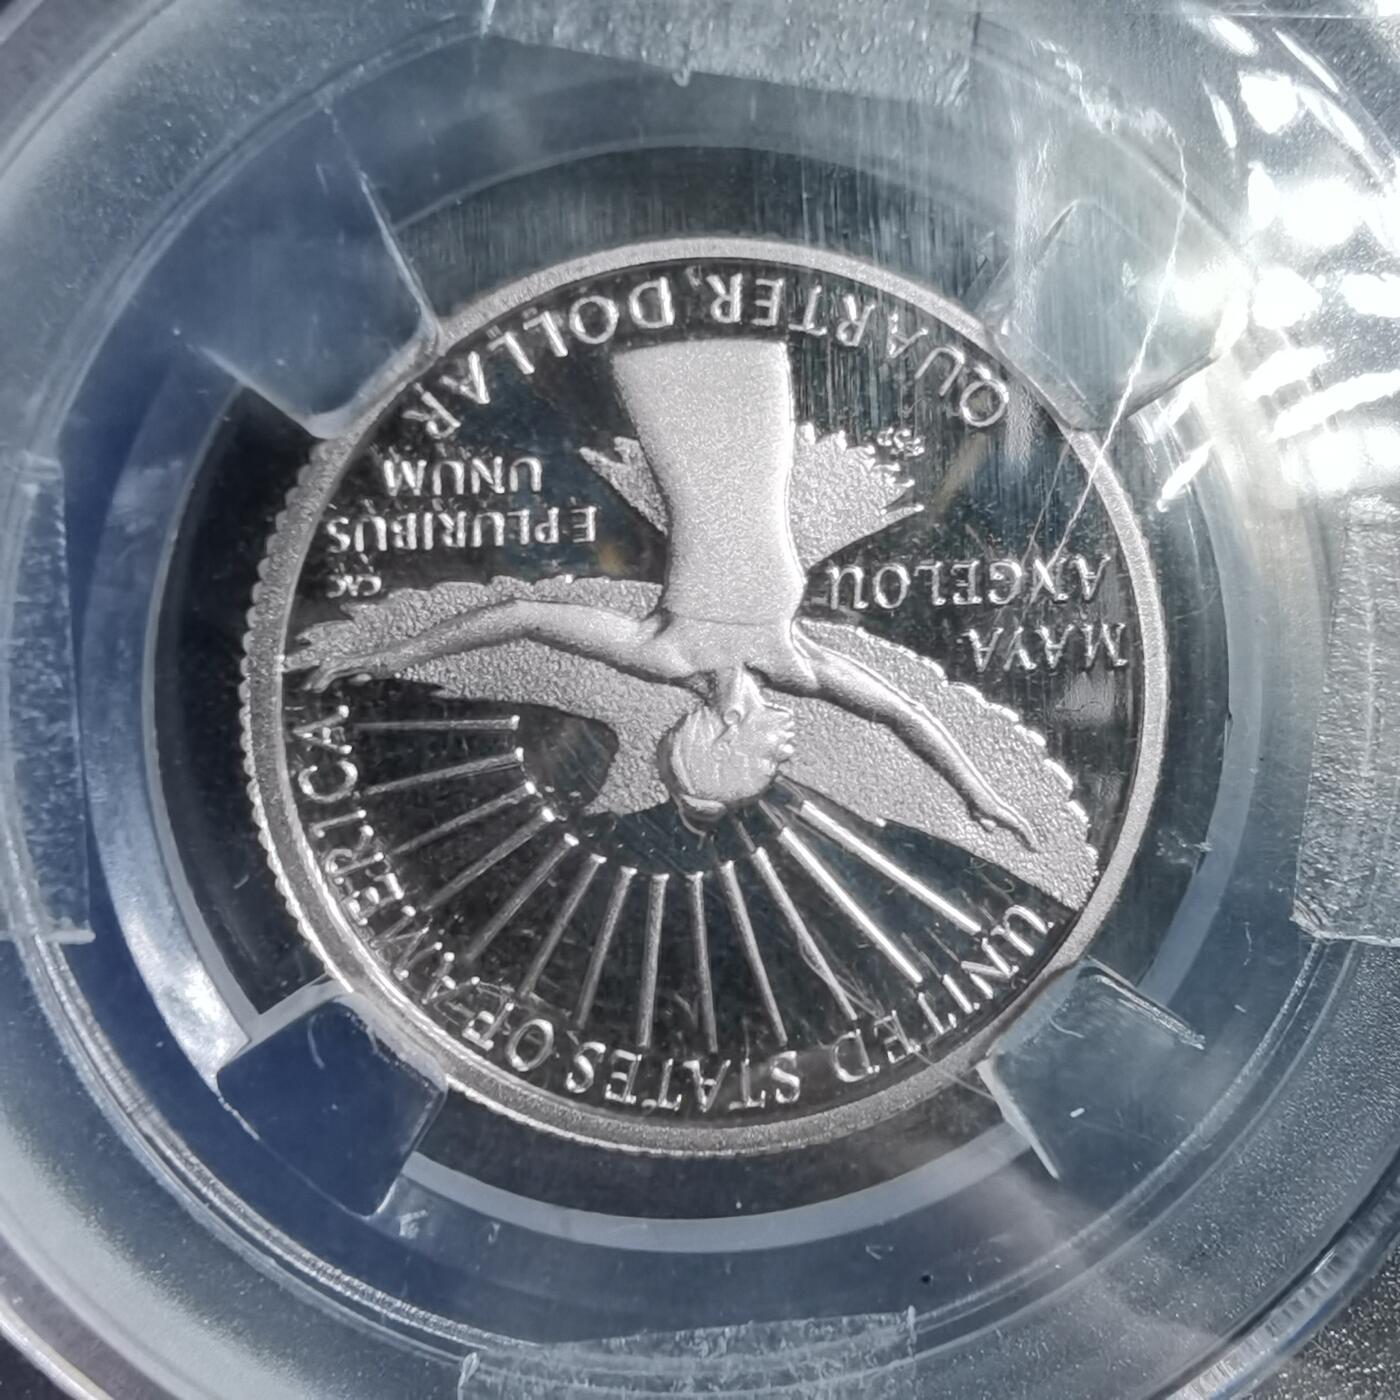 UNITED STATES OF AMERICA
MAYA
ANGELOU
E PLURIBUS
UNUM
QUARTER DOLLAR